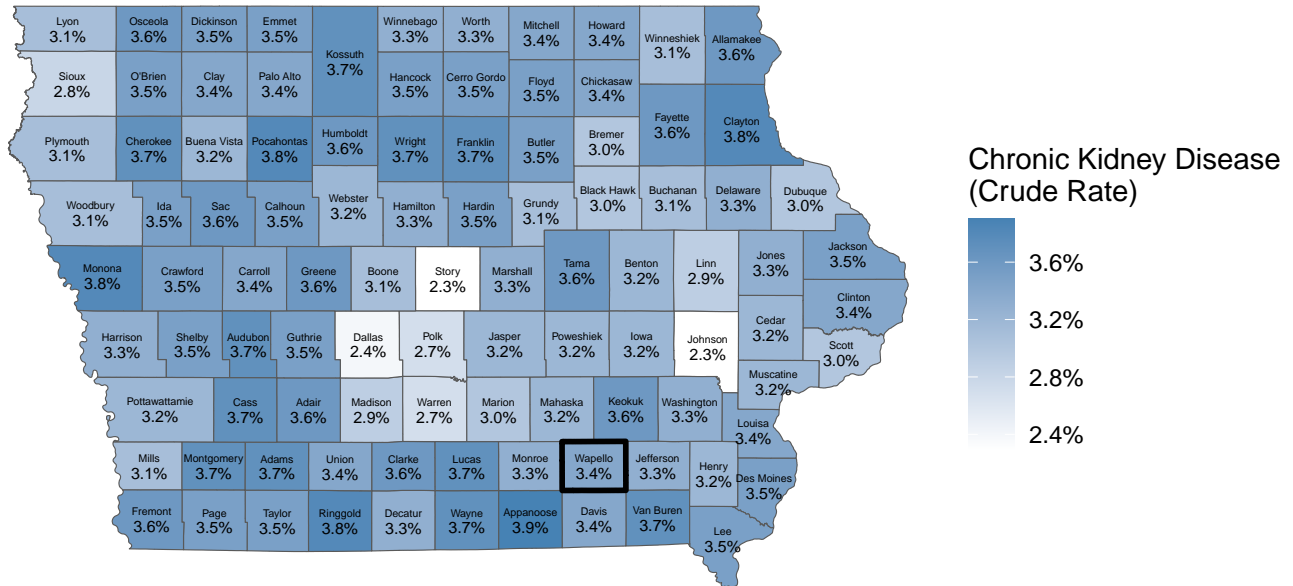 Lyon
3.1%
Osceola
3.6%
Dickinson
3.5%
Emmet
3.5%
Kossuth
3.7%
Winnebago
3.3%
Worth
3.3%
Mitchell
3.4%
Howard
3.4%
Winneshiek
3.1%
Allamakee
3.6%
Sioux
2.8%
O'Brien
3.5%
Clay
3.4%
Palo Alto
3.4%
Hancock
3.5%
Cerro Gordo
3.5%
Floyd
3.5%
Chickasaw
3.4%
Fayette
3.6%
Clayton
3.8%
Plymouth
3.1%
Cherokee
3.7%
Buena Vista
3.2%
Pocahontas
3.8%
Humboldt
3.6%
Wright
3.7%
Franklin
3.7%
Butler
3.5%
Bremer
3.0%
Woodbury
3.1%
Ida
3.5%
Sac
3.6%
Calhoun
3.5%
Webster
3.2%
Hamilton
3.3%
Hardin
3.5%
Grundy
3.1%
Black Hawk
3.0%
Buchanan
3.1%
Delaware
3.3%
Dubuque
3.0%
Monona
3.8%
Crawford
3.5%
Carroll
3.4%
Greene
3.6%
Boone
3.1%
Story
2.3%
Marshall
3.3%
Tama
3.6%
Benton
3.2%
Linn
2.9%
Jones
3.3%
Jackson
3.5%
Clinton
3.4%
Harrison
3.3%
Shelby
3.5%
Audubon
3.7%
Guthrie
3.5%
Dallas
2.4%
Polk
2.7%
Jasper
3.2%
Poweshiek
3.2%
Iowa
3.2%
Johnson
2.3%
Cedar
3.2%
Scott
3.0%
Muscatine
3.2%
Pottawattamie
3.2%
Cass
3.7%
Adair
3.6%
Madison
2.9%
Warren
2.7%
Marion
3.0%
Mahaska
3.2%
Keokuk
3.6%
Washington
3.3%
Louisa
3.4%
Mills
3.1%
Montgomery
3.7%
Adams
3.7%
Union
3.4%
Clarke
3.6%
Lucas
3.7%
Monroe
3.3%
Wapello
3.4%
Jefferson
3.3%
Henry
3.2%
Des Moines
3.5%
Fremont
3.6%
Page
3.5%
Taylor
3.5%
Ringgold
3.8%
Decatur
3.3%
Wayne
3.7%
Appanoose
3.9%
Davis
3.4%
Van Buren
3.7%
Lee
3.5%
Chronic Kidney Disease
(Crude Rate)
3.6%
3.2%
2.8%
2.4%